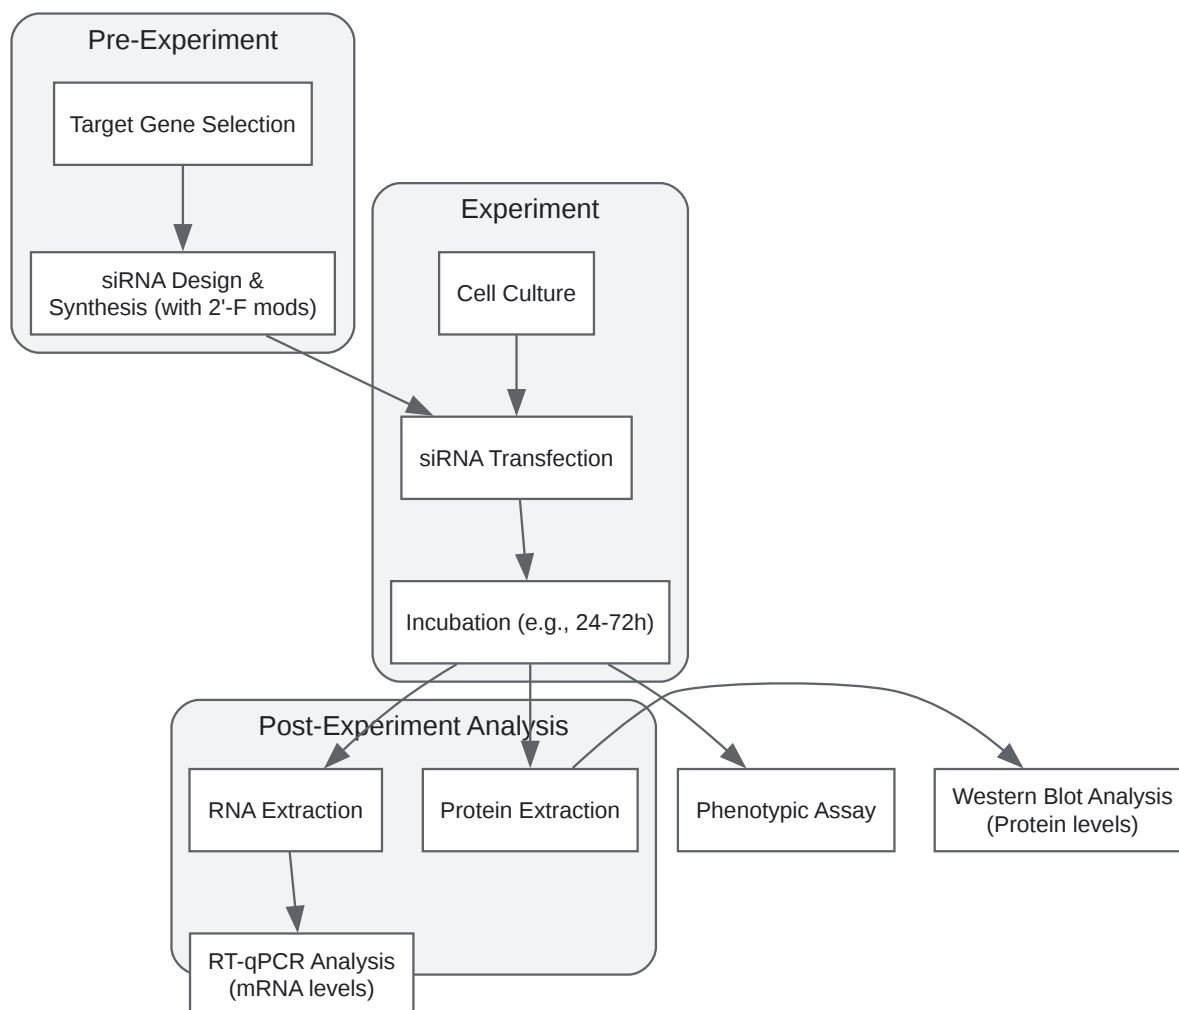 Pre-Experiment
Target Gene Selection
siRNA Design &
Synthesis (with 2'-F mods)
Experiment
Cell Culture
siRNA Transfection
Incubation (e.g., 24-72h)
Post-Experiment Analysis
RNA Extraction
Protein Extraction
Phenotypic Assay
Western Blot Analysis
(Protein levels)
RT-qPCR Analysis
(mRNA levels)